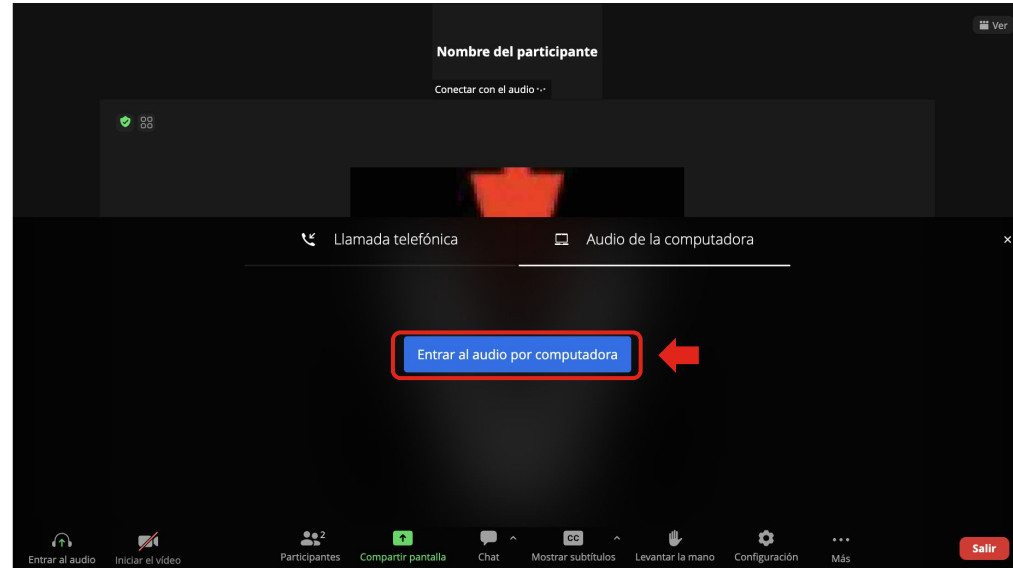 Ver
Nombre del participante
Conectar con el audio
Llamada telefónica
Audio de la computadora
Entrar al audio por computadora
2
CC
Entrar al audio
Iniciar el vídeo
Participantes
Compartir pantalla
Chat
Mostrar subtítulos
Levantar la mano
Configuración
Más
Salir